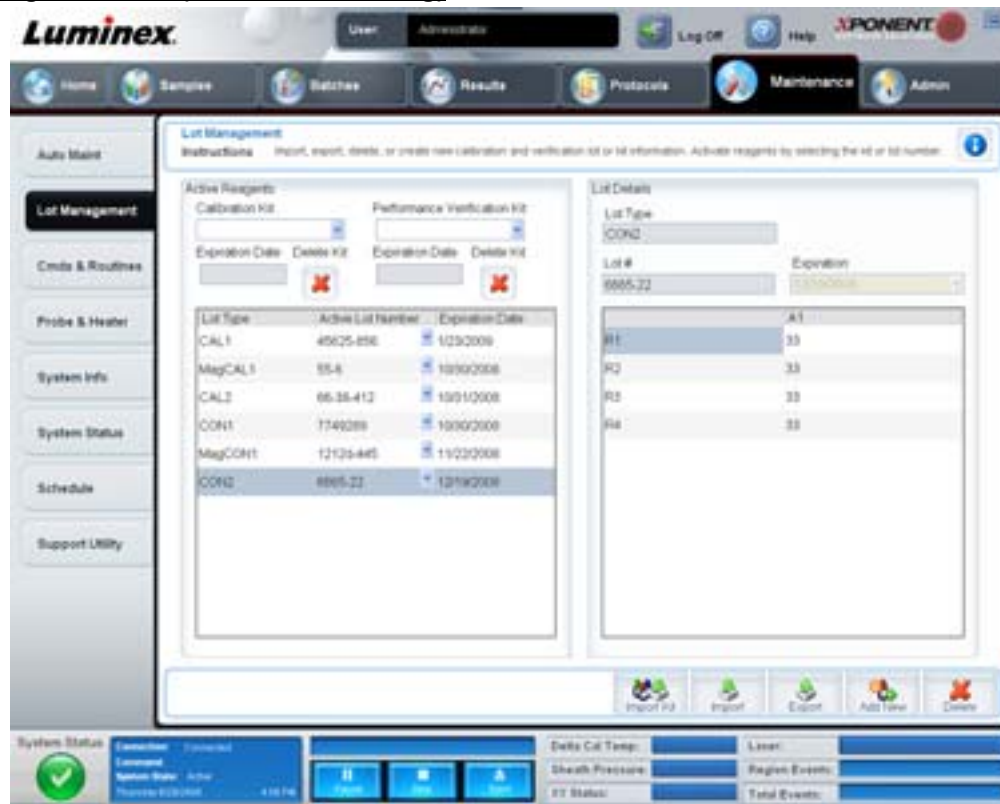 Luminex
User:
Administrator
Log Off
Help
XPONENT
Home
Samples
Batches
Results
Protocols
Maintenance
Admin
Auto Maint
Lot Management
Cmds & Routines
Probe & Heater
System Info
System Status
Schedule
Support Utility
Lot Management
Instructions Import, export, delete, or create new calibration and verification kit or lot information. Activate reagents by selecting the kit or lot number.
Active Reagents
Calibration Kit Performance Verification Kit
Expiration Date Delete Kit Expiration Date Delete Kit
Lot Type Active Lot Number Expiration Date
CAL1 1/23/2009
MagCAL1 55-6 10/30/2008
CAL2 66-38-412 10/31/2008
CON1 10/30/2008
MagCON1 11/22/2008
CON2 6665-22 12/19/2008
Lot Details
Lot Type
CON2
Lot # Expiration
6665-22
A1
R1 33
R2 33
R3 33
R4 33
Import Kit
Import
Export
Add New
Delete
System Status
Connection: Connected
Command
System State: Active
Pause
Stop
Eject
Delta Cal Temp:
Sheath Pressure:
XY Status:
Laser:
Region Events:
Total Events: